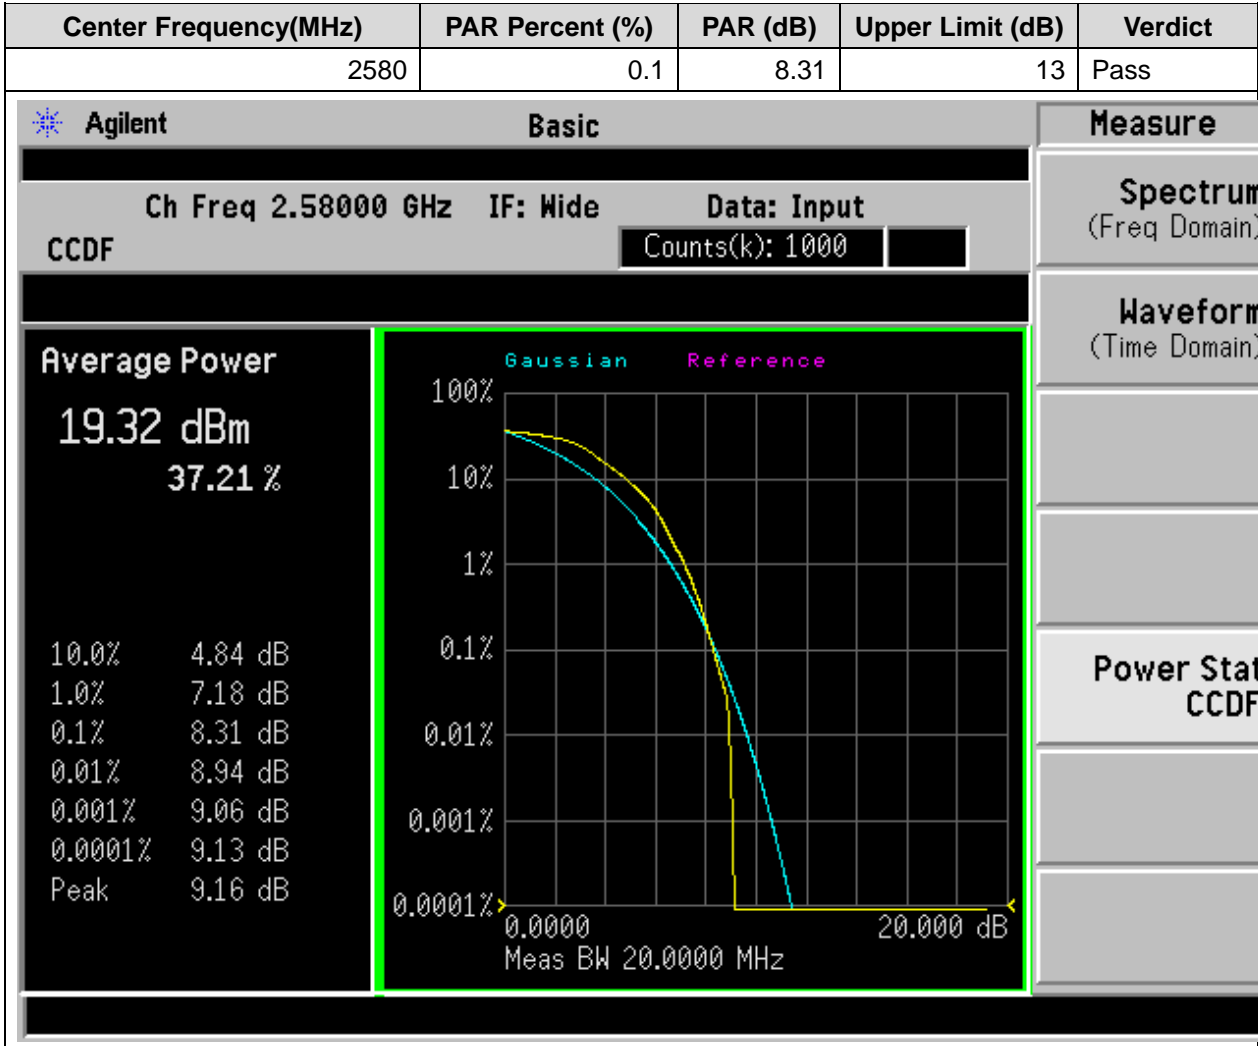 Center Frequency(MHz) PAR Percent (%) PAR (dB) Upper Limit (dB) Verdict
2580 0.1 8.31 13 Pass
Agilent Basic Measure
Ch Freq 2.58000 GHz IF: Wide Data: Input
CCDF Counts(k): 1000
Spectrum
(Freq Domain)
Waveform
(Time Domain)
Power Stat
CCDF
Average Power
19.32 dBm
37.21 %
10.0% 4.84 dB
1.0% 7.18 dB
0.1% 8.31 dB
0.01% 8.94 dB
0.001% 9.06 dB
0.0001% 9.13 dB
Peak 9.16 dB
Gaussian Reference
100%
10%
1%
0.1%
0.01%
0.001%
0.0001%
0.0000 20.000 dB
Meas BW 20.0000 MHz